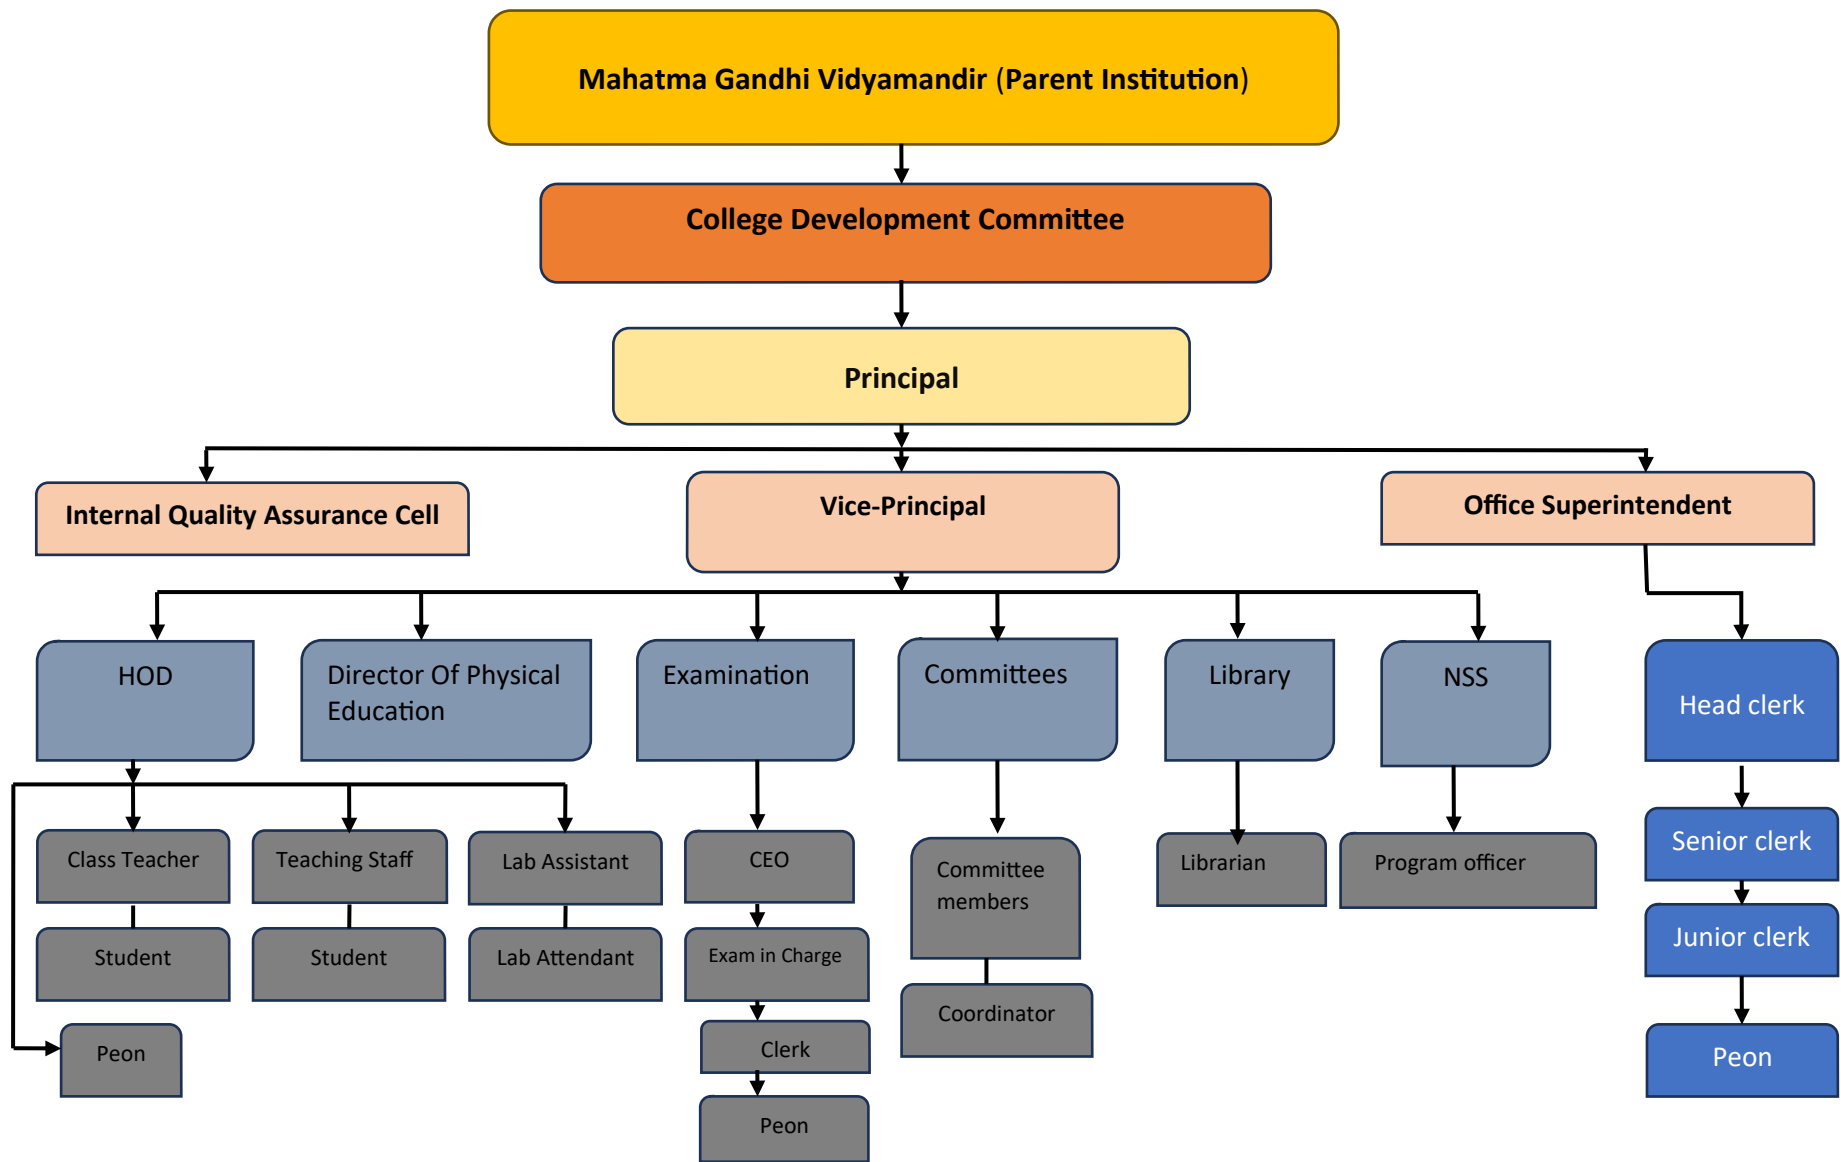 Mahatma Gandhi Vidyamandir (Parent Institution)
College Development Committee
Principal
Internal Quality Assurance Cell
Vice-Principal
Office Superintendent
HOD
Director Of Physical
Education
Examination
Committees
Library
NSS
Head clerk
Class Teacher
Teaching Staff
Lab Assistant
CEO
Committee
members
Librarian
Program officer
Senior clerk
Student
Student
Lab Attendant
Exam in Charge
Coordinator
Junior clerk
Peon
Clerk
Peon
Peon